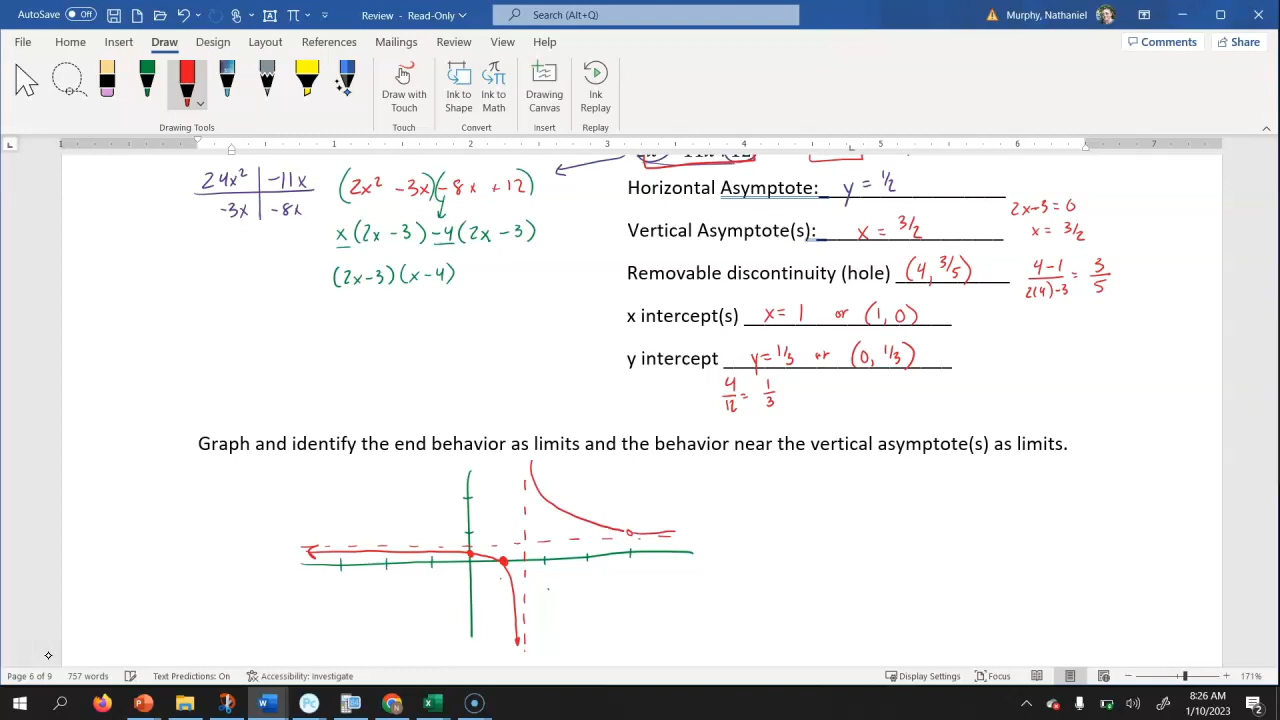 AutoSave Off
Review - Read-Only
Search (Alt+Q)
Murphy, Nathaniel
File Home Insert Draw Design Layout References Mailings Review View Help
Comments Share
Draw with Touch
Ink to Shape
Ink to Math
Drawing Canvas
Ink Replay
Drawing Tools Touch Convert Insert Replay
1 1 2 5 6 7
24x² -11x
-3x -8x
(2x² -3x)(-8x +12)
x(2x-3) -4(2x-3)
(2x-3)(x-4)
Horizontal Asymptote: y = 1/2
Vertical Asymptote(s): x = 3/2
2x-3=0
x = 3/2
Removable discontinuity (hole) (4, 3/5)
4-1/2(4)-3 = 3/5
x intercept(s) x= 1 or (1, 0)
y intercept y= 1/3 or (0, 1/3)
4/12 = 1/3
Graph and identify the end behavior as limits and the behavior near the vertical asymptote(s) as limits.
Page 6 of 9 757 words Text Predictions: On Accessibility: Investigate
Display Settings Focus 171%
8:26 AM
1/10/2023
2